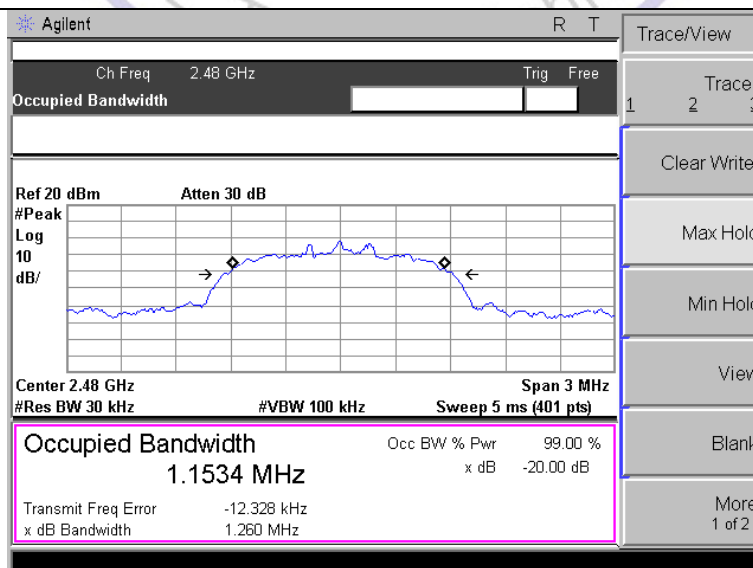 Agilent R T
Ch Freq 2.48 GHz Trig Free
Occupied Bandwidth
Ref 20 dBm Atten 30 dB
#Peak
Log
10
dB/
Center 2.48 GHz Span 3 MHz
#Res BW 30 kHz #VBW 100 kHz Sweep 5 ms (401 pts)
Occupied Bandwidth Occ BW % Pwr 99.00 %
1.1534 MHz x dB -20.00 dB
Transmit Freq Error -12.328 kHz
x dB Bandwidth 1.260 MHz
Trace/View
Trace
1 2
Clear Write
Max Hold
Min Hold
View
Blank
More
1 of 2